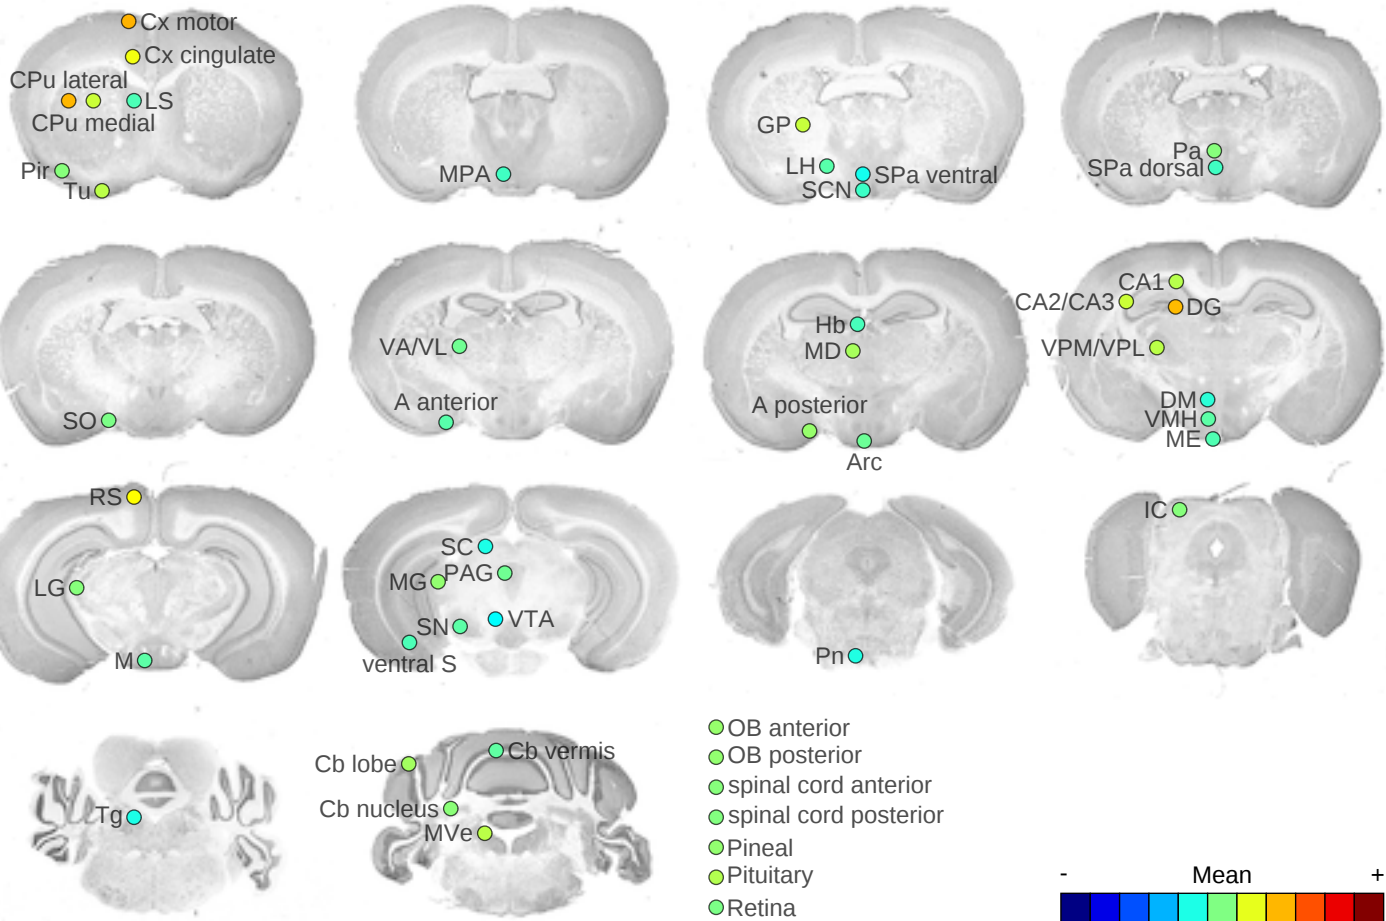 Cx motor
Cx cingulate
CPu lateral
LS
CPu medial
Pir
Tu
MPA
GP
LH
SPa ventral
SCN
Pa
SPa dorsal
SO
VA/VL
A anterior
Hb
MD
A posterior
Arc
CA1
CA2/CA3
DG
VPM/VPL
DM
VMH
ME
RS
LG
M
SC
PAG
MG
VTA
SN
ventral S
Pn
IC
Tg
Cb vermis
Cb lobe
Cb nucleus
MVe
OB anterior
OB posterior
spinal cord anterior
spinal cord posterior
Pineal
Pituitary
Retina
- Mean +